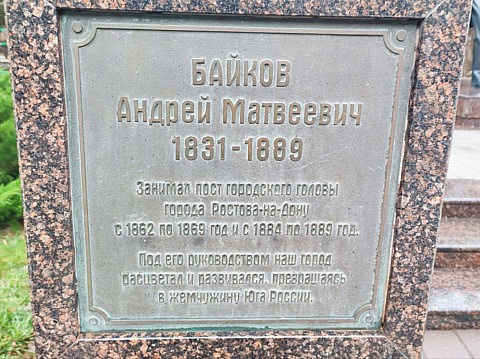 БАЙКОВ
Андрей Матвеевич
1831-1889
Занимал пост городского головы
города Ростова-на-Дону
с 1862 по 1869 год и с 1884 по 1889 год.
Под его руководством наш город
расцветал и развивался, превращаясь
в жемчужину Юга России.